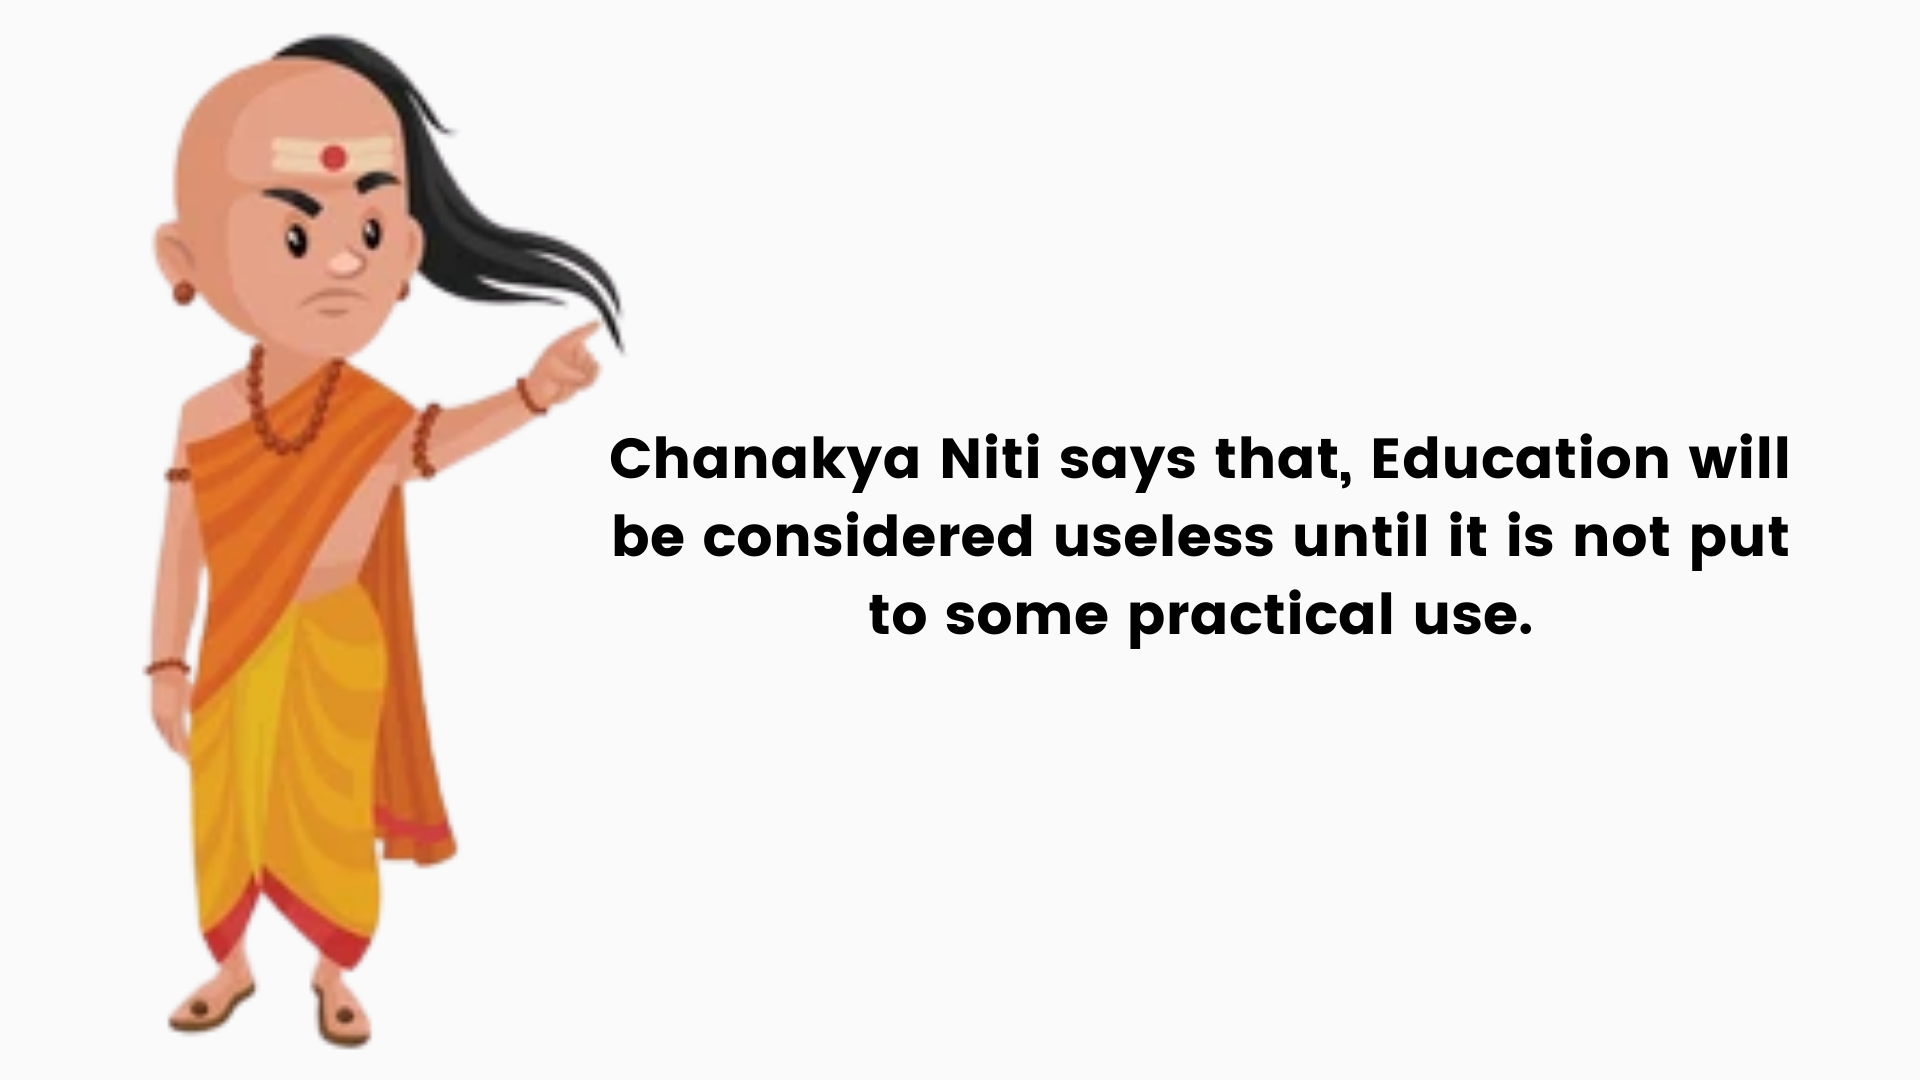 Chanakya Niti says that, Education will
be considered useless until it is not put
to some practical use.